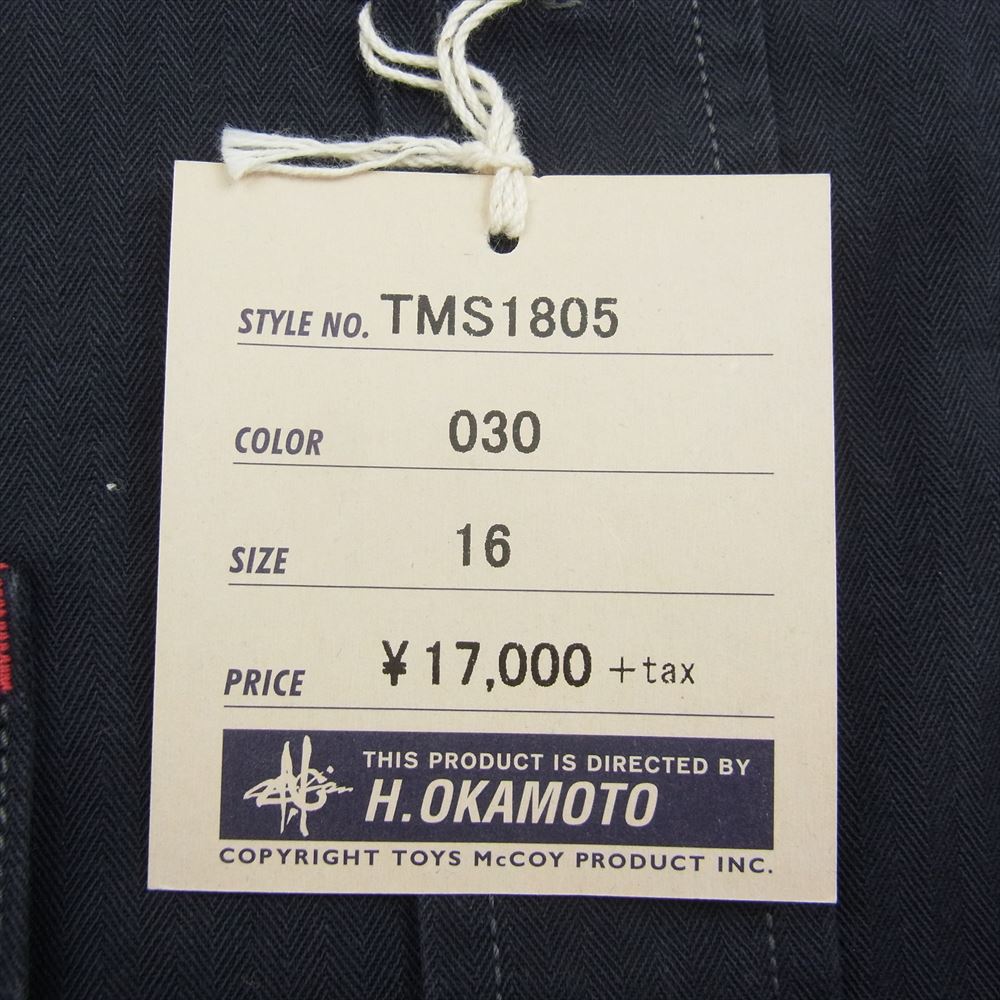 STYLE NO. TMS1805
COLOR 030
SIZE 16
PRICE ¥17,000 +tax
THIS PRODUCT IS DIRECTED BY
H.OKAMOTO
COPYRIGHT TOYS McCOY PRODUCT INC.